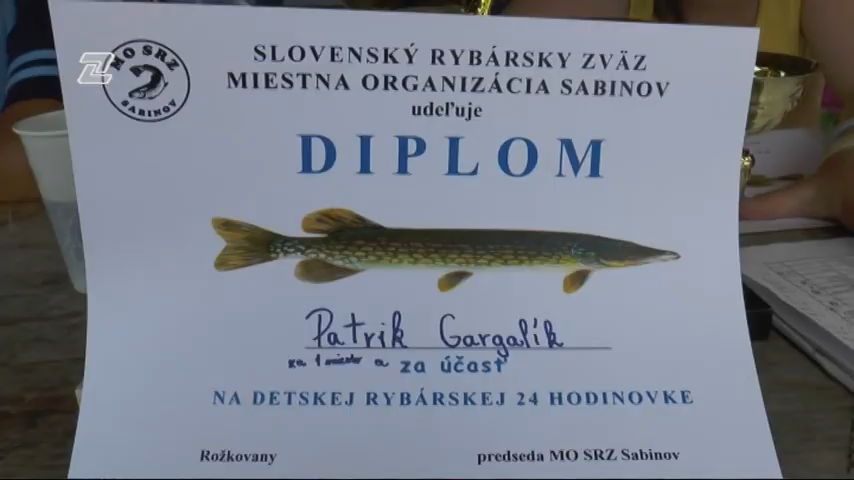 MO SRZ
SABINOV
SLOVENSKÝ RYBÁRSKY ZVÄZ
MIESTNA ORGANIZÁCIA SABINOV
udeľuje
DIPLOM
Patrik Gargalík
za 1 miesto a za účasť
NA DETSKEJ RYBÁRSKEJ 24 HODINOVKE
Rožkovany predseda MO SRZ Sabinov